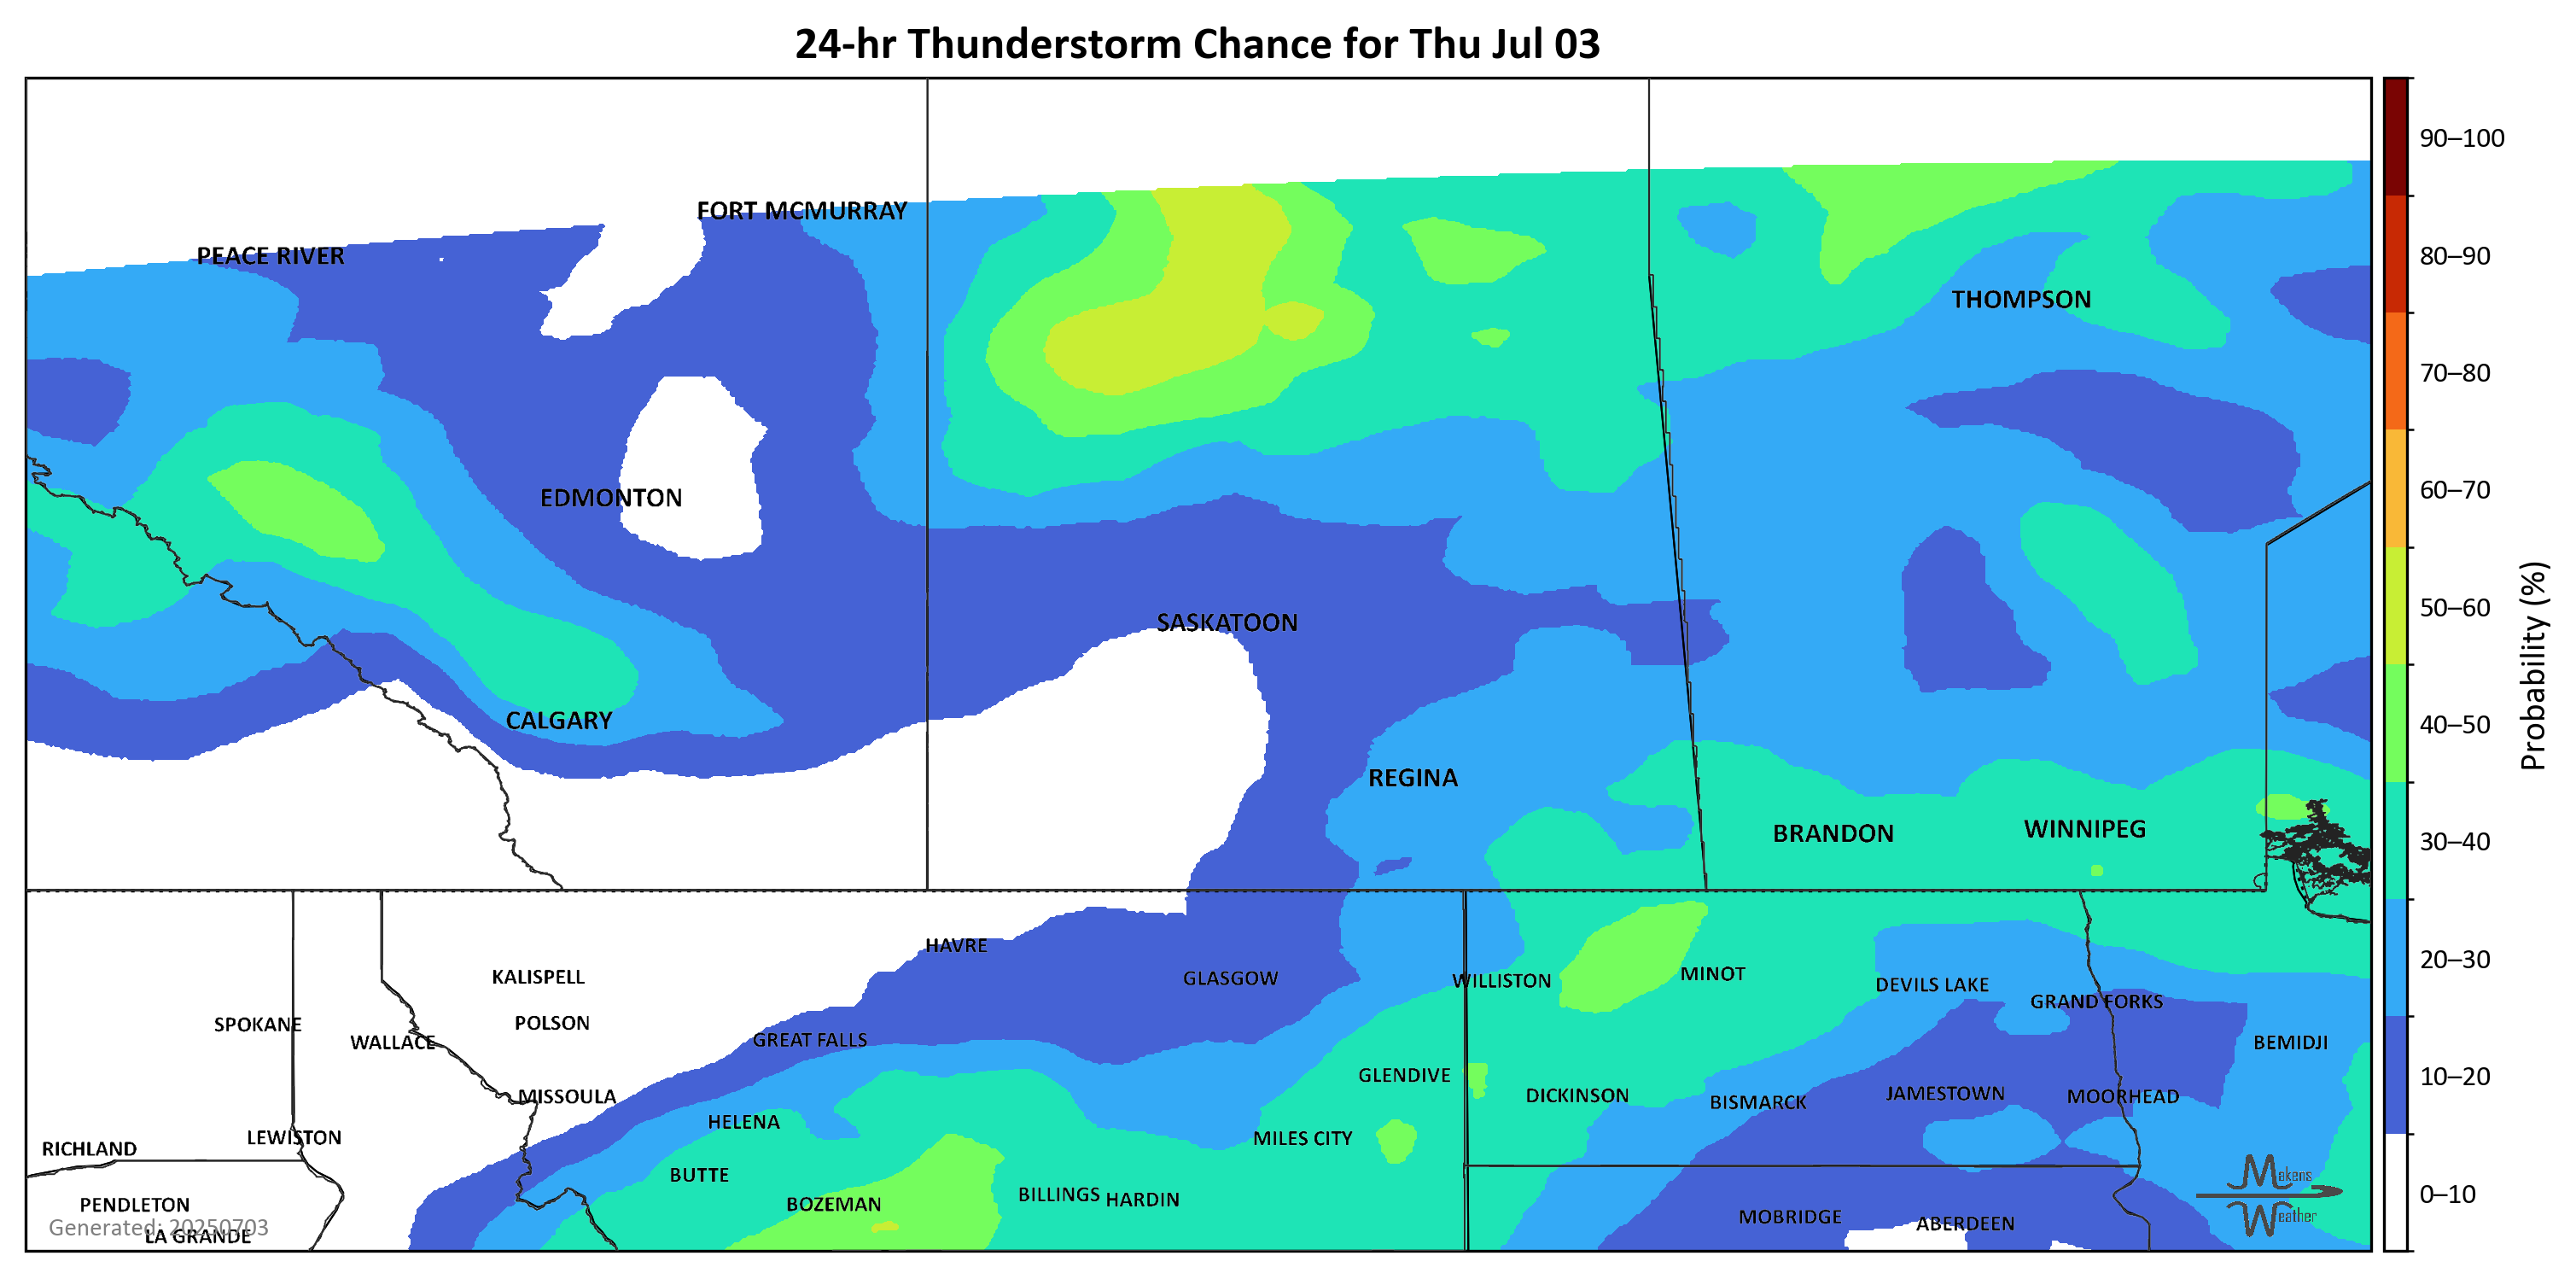 24-hr Thunderstorm Chance for Thu Jul 03
90–100
FORT MCMURRAY
PEACE RIVER
80–90
THOMPSON
70–80
60–70
EDMONTON
50–60
SASKATOON
Probability (%)
40–50
CALGARY
REGINA
30–40
BRANDON
WINNIPEG
20–30
HAVRE
KALISPELL
GLASGOW
WILLISTON
MINOT
DEVILS LAKE
GRAND FORKS
SPOKANE
POLSON
WALLACE
GREAT FALLS
BEMIDJI
10–20
GLENDIVE
MISSOULA
DICKINSON
BISMARCK
JAMESTOWN
MOORHEAD
HELENA
LEWISTON
MILES CITY
RICHLAND
BUTTE
Makens
Weather
0–10
PENDLETON
BOZEMAN
BILLINGS
HARDIN
MOBRIDGE
ABERDEEN
Generated: 20250703
LA GRANDE